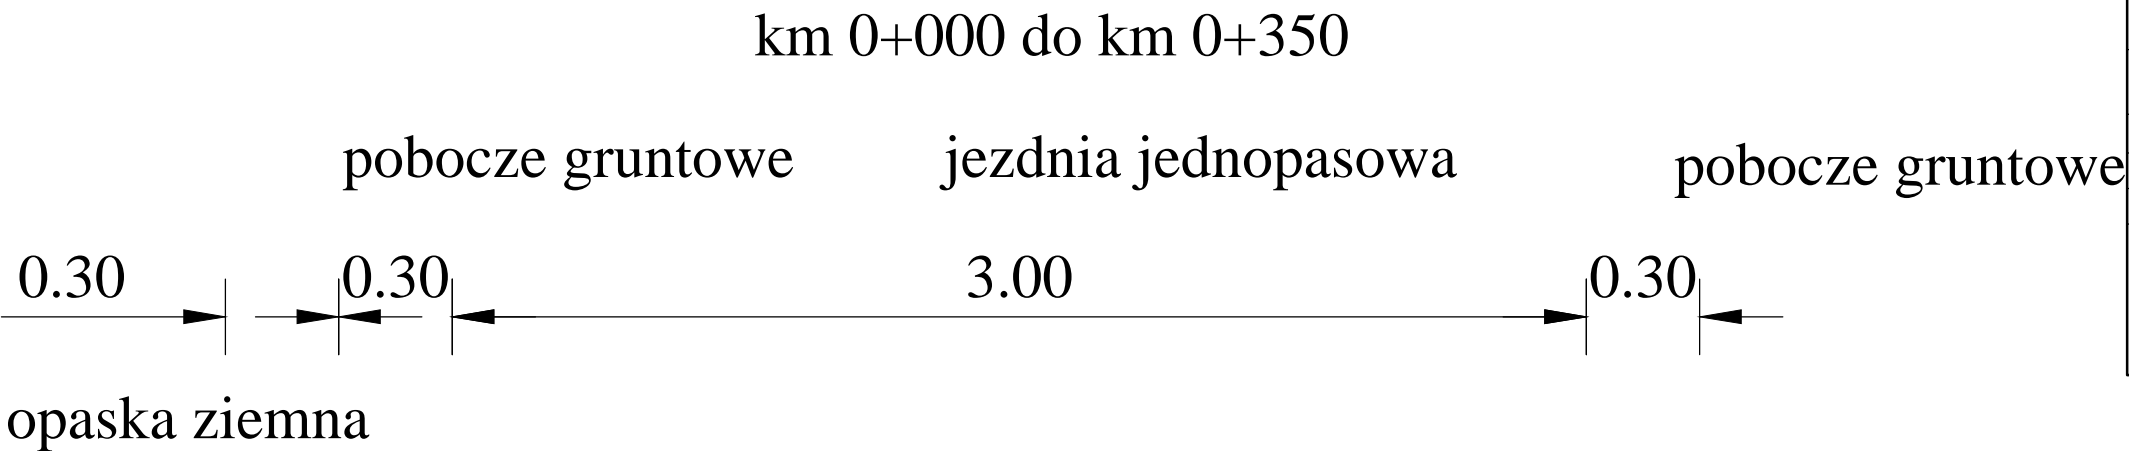 km 0+000 do km 0+350
pobocze gruntowe jezdnia jednopasowa pobocze gruntowe
0.30 0.30 3.00 0.30
opaska ziemna